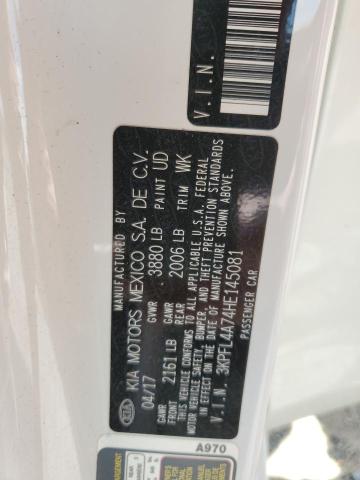 MANUFACTURED BY
KIA KIA MOTORS MEXICO S.A. DE C.V.
04/17 GVWR 3880 LB PAINT UD
GAWR FRONT 2161 LB GAWR REAR 2006 LB TRIM WK
THIS VEHICLE CONFORMS TO ALL APPLICABLE U.S.A. FEDERAL
MOTOR VEHICLE SAFETY, BUMPER, AND THEFT PREVENTION STANDARDS
IN EFFECT ON THE DATE OF MANUFACTURE SHOWN ABOVE.
V.I.N. 3KPFL4A74HE145081
PASSENGER CAR
V.I.N.
A970